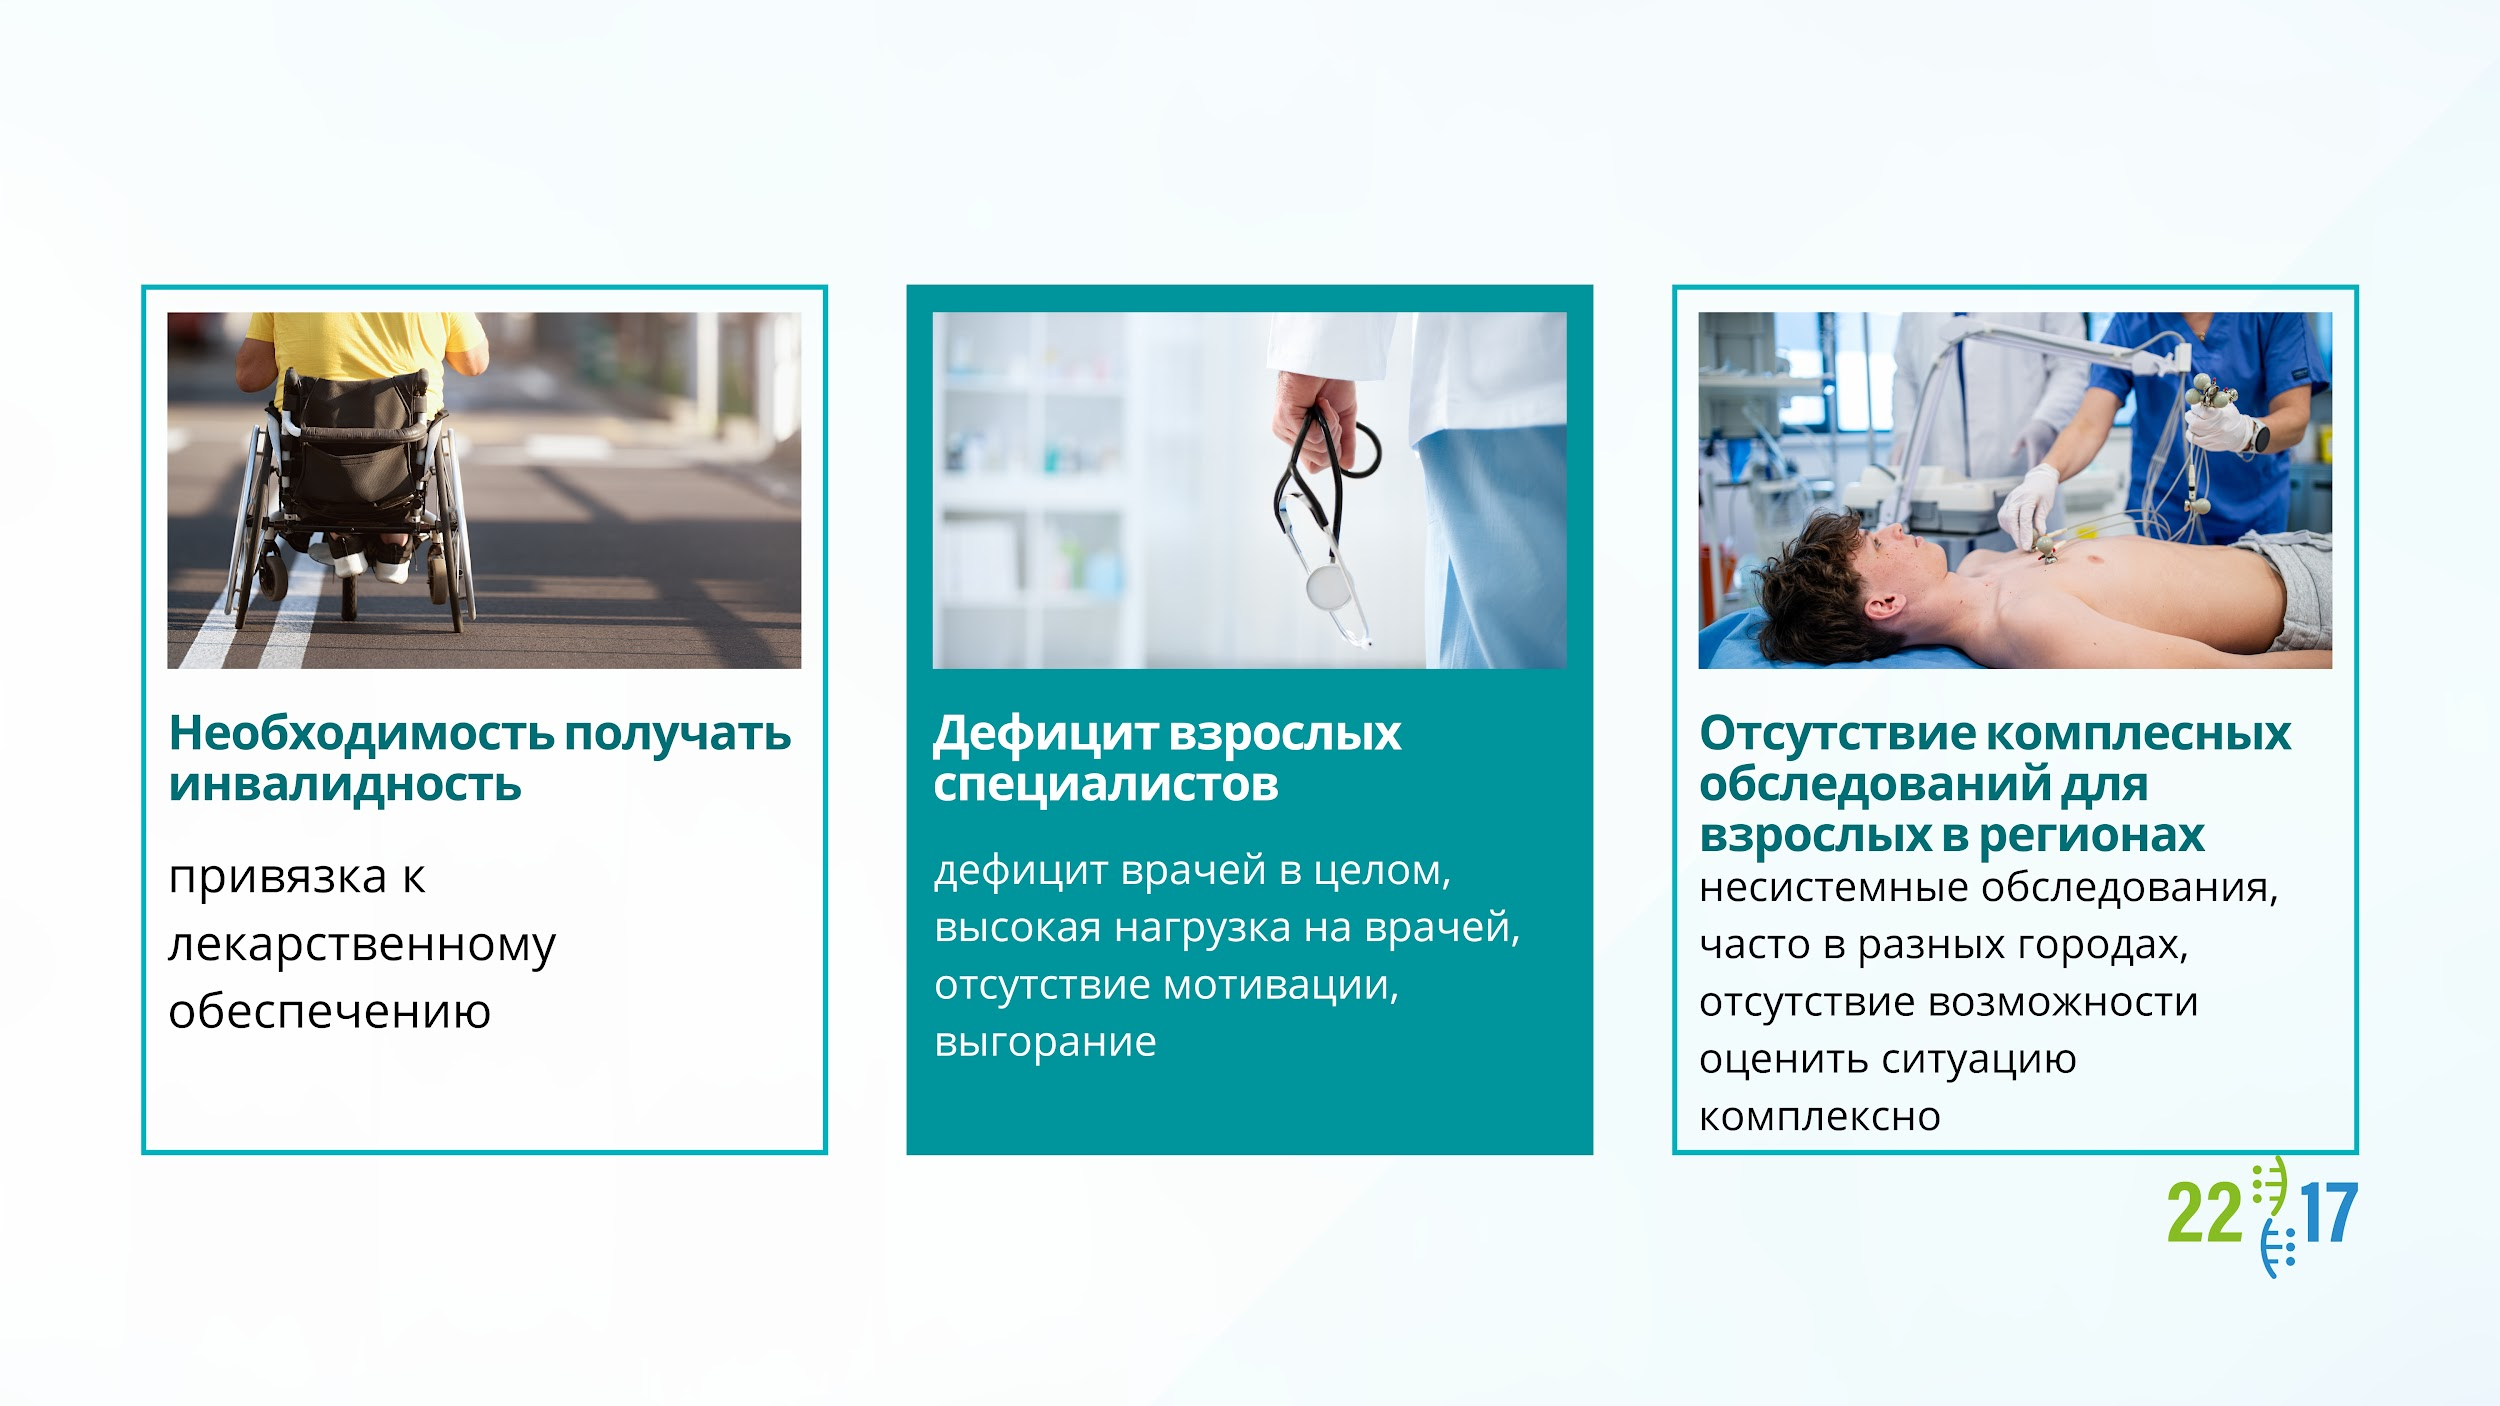 Необходимость получать
инвалидность
привязка к
лекарственному
обеспечению
Дефицит взрослых
специалистов
дефицит врачей в целом,
высокая нагрузка на врачей,
отсутствие мотивации,
выгорание
Отсутствие комплесных
обследований для
взрослых в регионах
несистемные обследования,
часто в разных городах,
отсутствие возможности
оценить ситуацию
комплексно
22 17